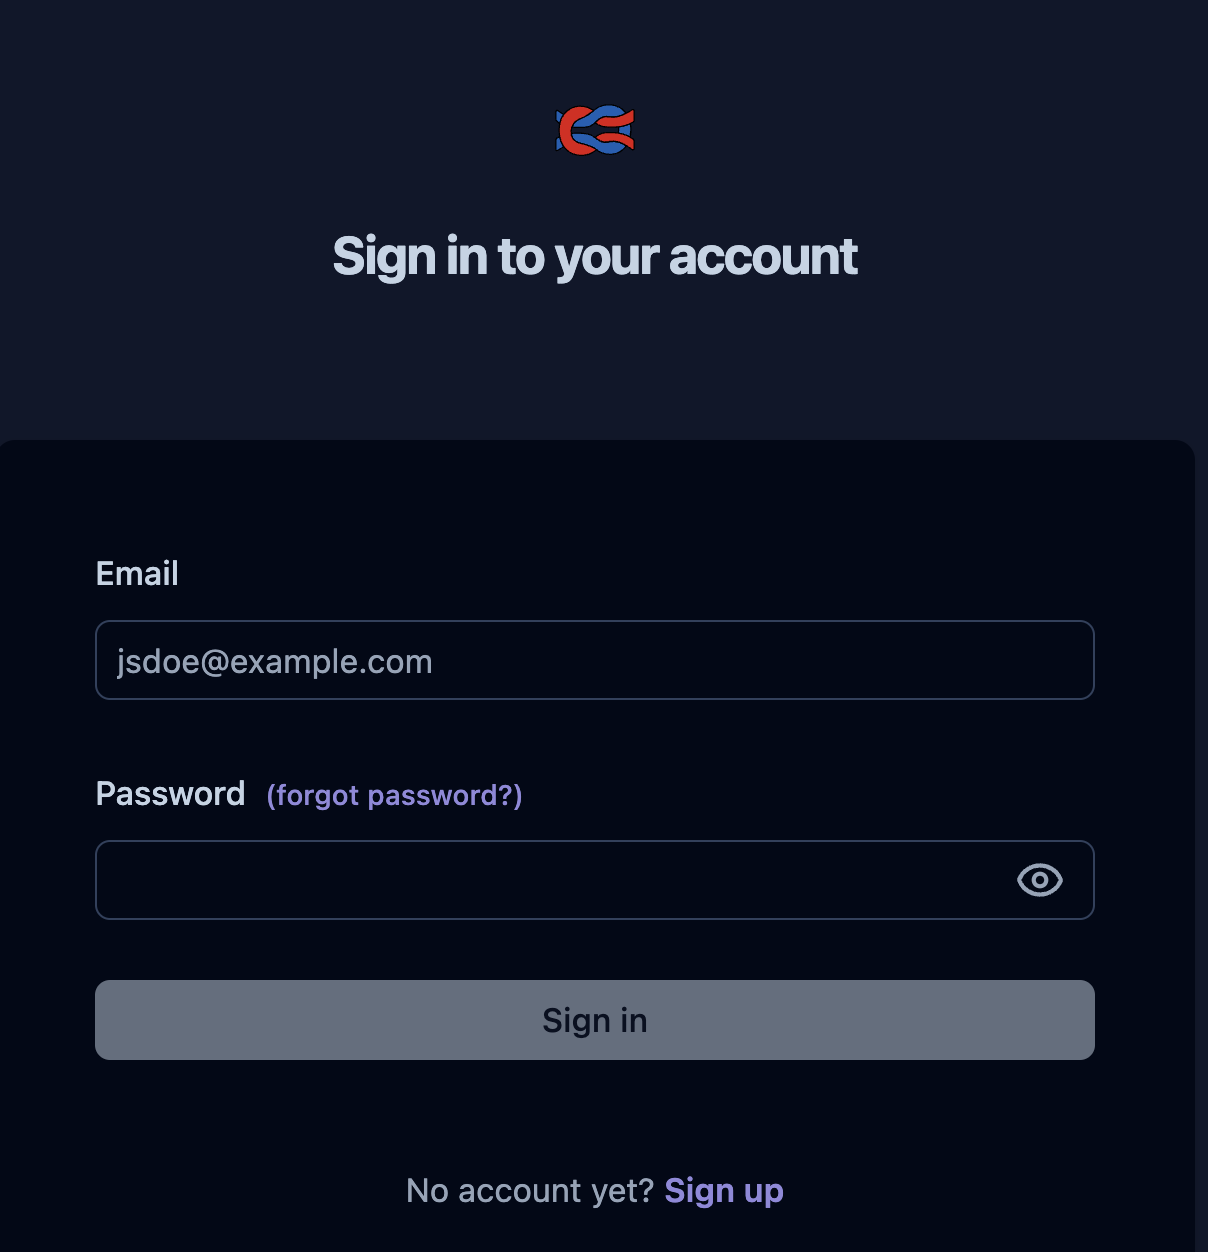 Sign in to your account
Email
jsdoe@example.com
Password (forgot password?)
Sign in
No account yet? Sign up